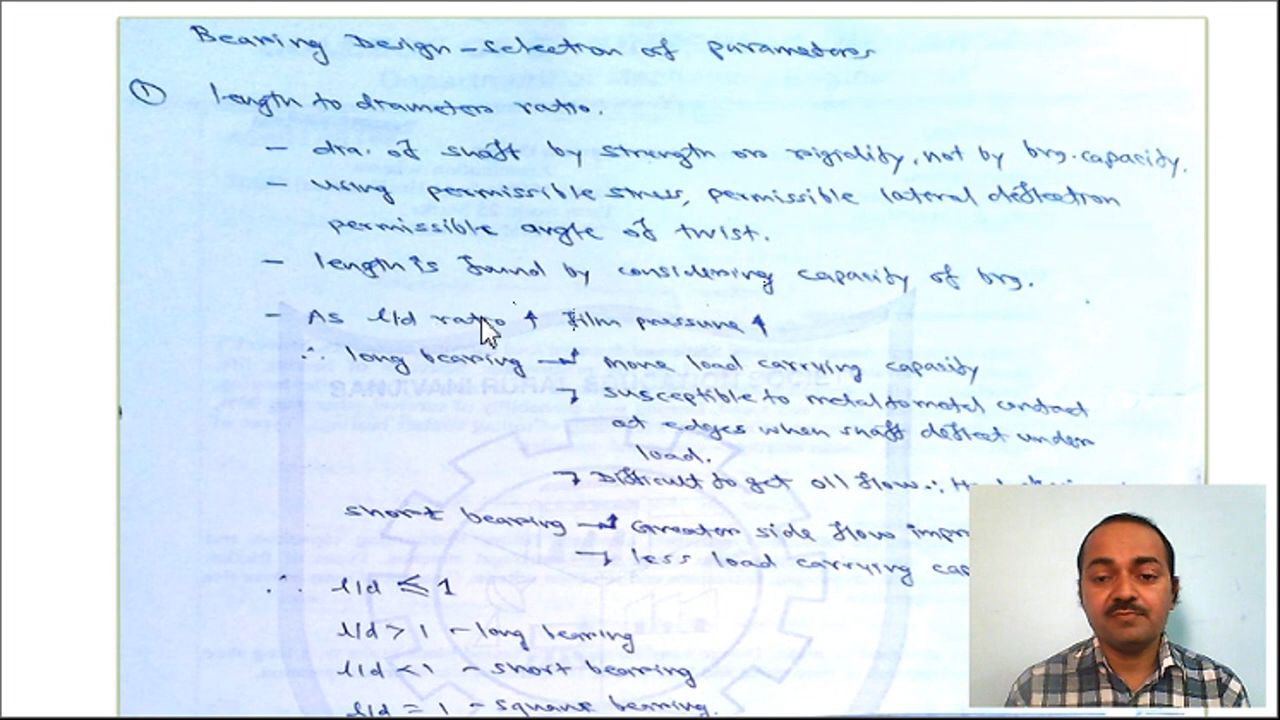 Bearing Design - selection of parameters
① length to diameters ratio.
- dia. of shaft by strength or rigidity, not by brg. capacity.
- Using permissible stress, permissible lateral deflection
permissible angle of twist.
- length is found by considering capacity of brg.
- As l/d ratio ↑ Film pressure ↑
∴ long bearing → more load carrying capacity
→ susceptible to metal to metal contact
at edges when shaft deflect under
load.
→ Difficult to get oil flow ∴
short bearing → Greater side flow
→ less load carrying
∴ l/d ≤ 1
l/d > 1 - long bearing
l/d < 1 - short bearing
l/d = 1 - square bearing.